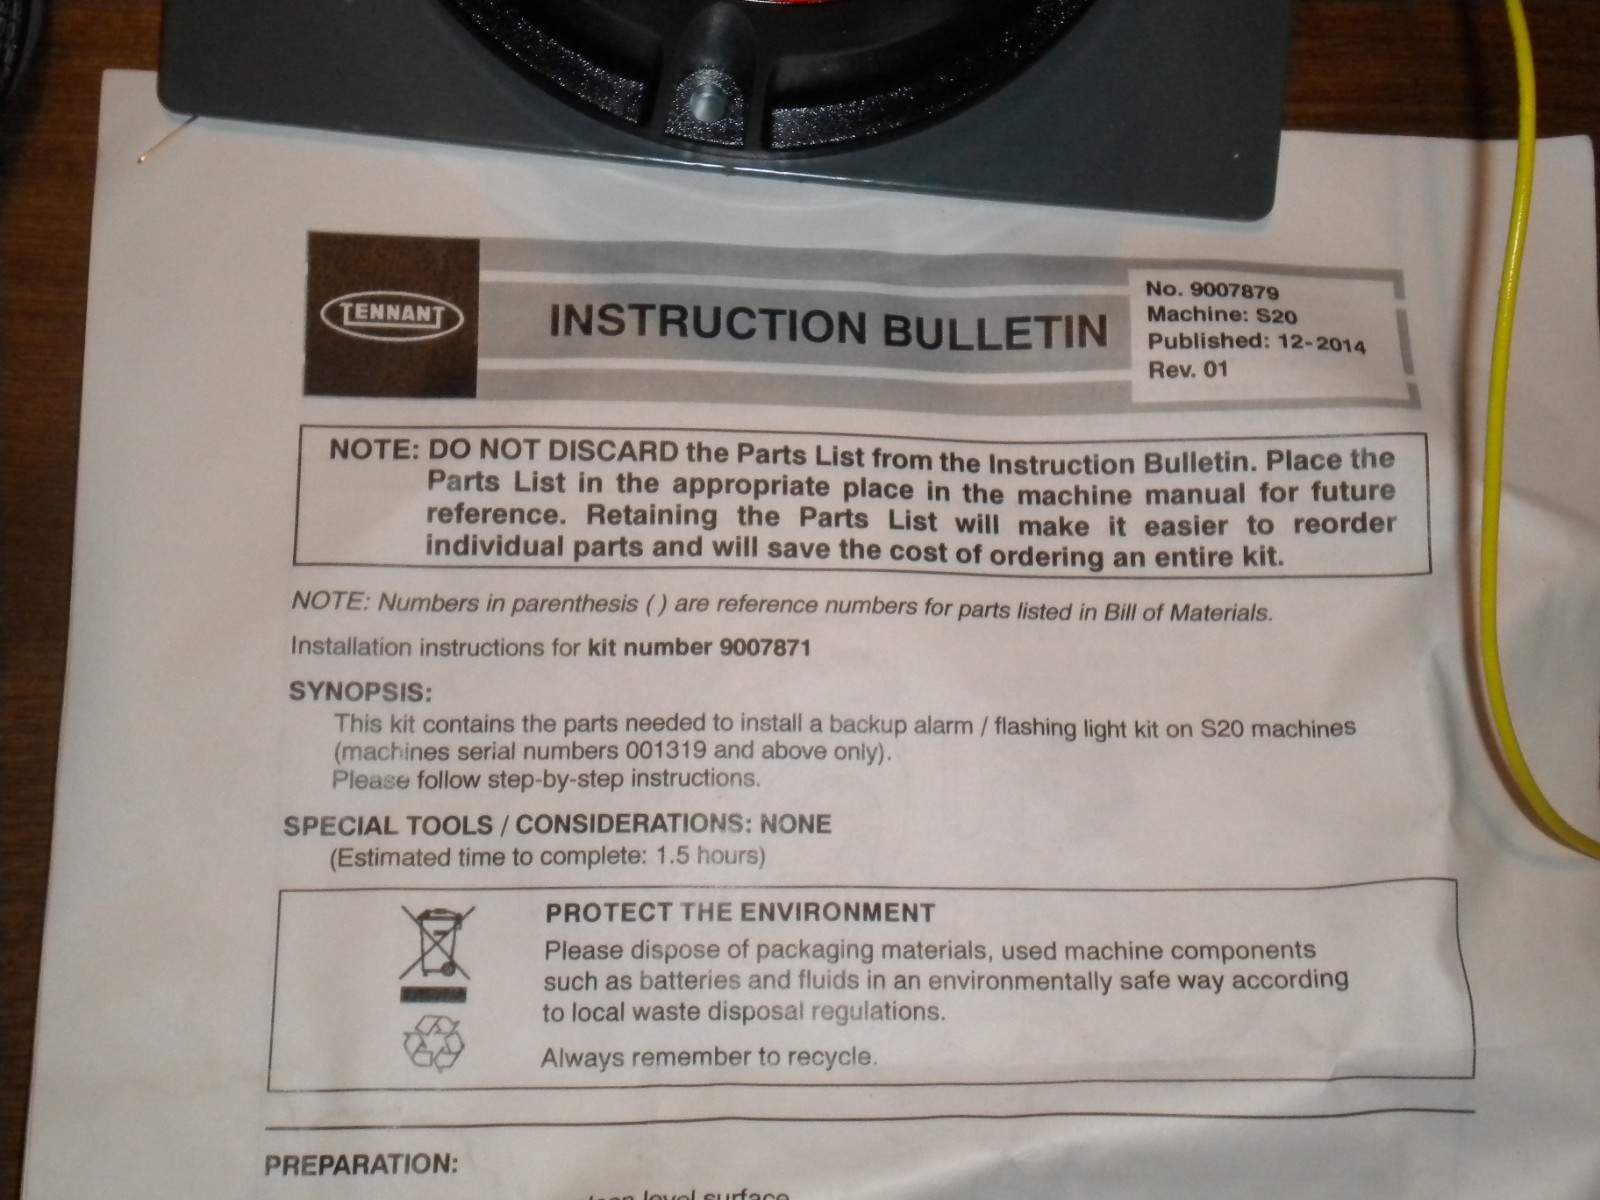 TENNANT
INSTRUCTION BULLETIN
No. 9007879
Machine: S20
Published: 12-2014
Rev. 01
NOTE: DO NOT DISCARD the Parts List from the Instruction Bulletin. Place the
Parts List in the appropriate place in the machine manual for future
reference. Retaining the Parts List will make it easier to reorder
individual parts and will save the cost of ordering an entire kit.
NOTE: Numbers in parenthesis ( ) are reference numbers for parts listed in Bill of Materials.
Installation instructions for kit number 9007871
SYNOPSIS:
This kit contains the parts needed to install a backup alarm / flashing light kit on S20 machines
(machines serial numbers 001319 and above only).
Please follow step-by-step instructions.
SPECIAL TOOLS / CONSIDERATIONS: NONE
(Estimated time to complete: 1.5 hours)
PROTECT THE ENVIRONMENT
Please dispose of packaging materials, used machine components
such as batteries and fluids in an environmentally safe way according
to local waste disposal regulations.
Always remember to recycle.
PREPARATION:
level surface